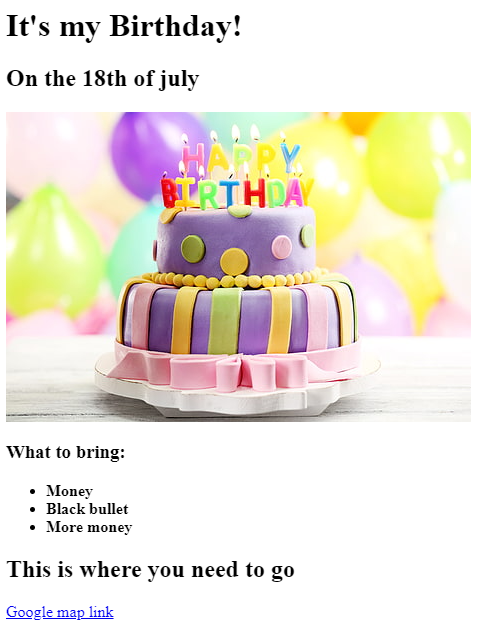 It's my Birthday!
On the 18th of july
HAPPY
BIRTHDAY
What to bring:
Money
Black bullet
More money
This is where you need to go
Google map link